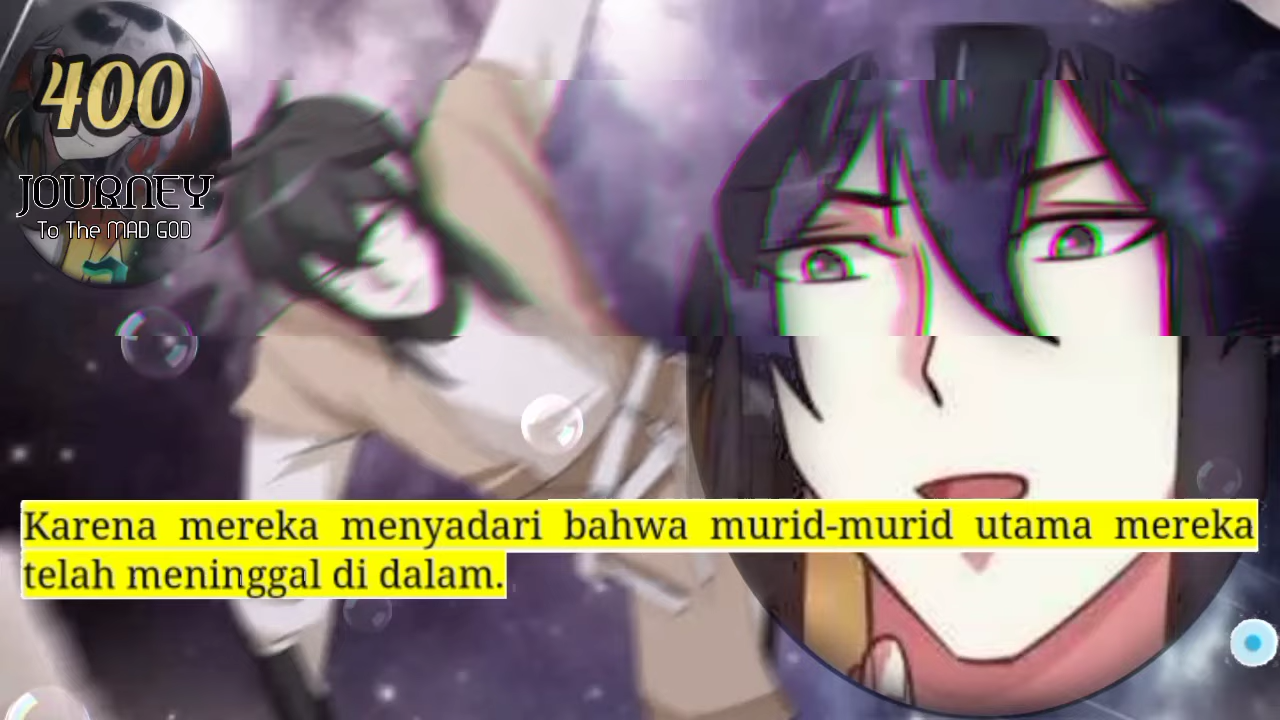 400
JOURNEY
To The MAD GOD
Karena mereka menyadari bahwa murid-murid utama mereka
telah meninggal di dalam.